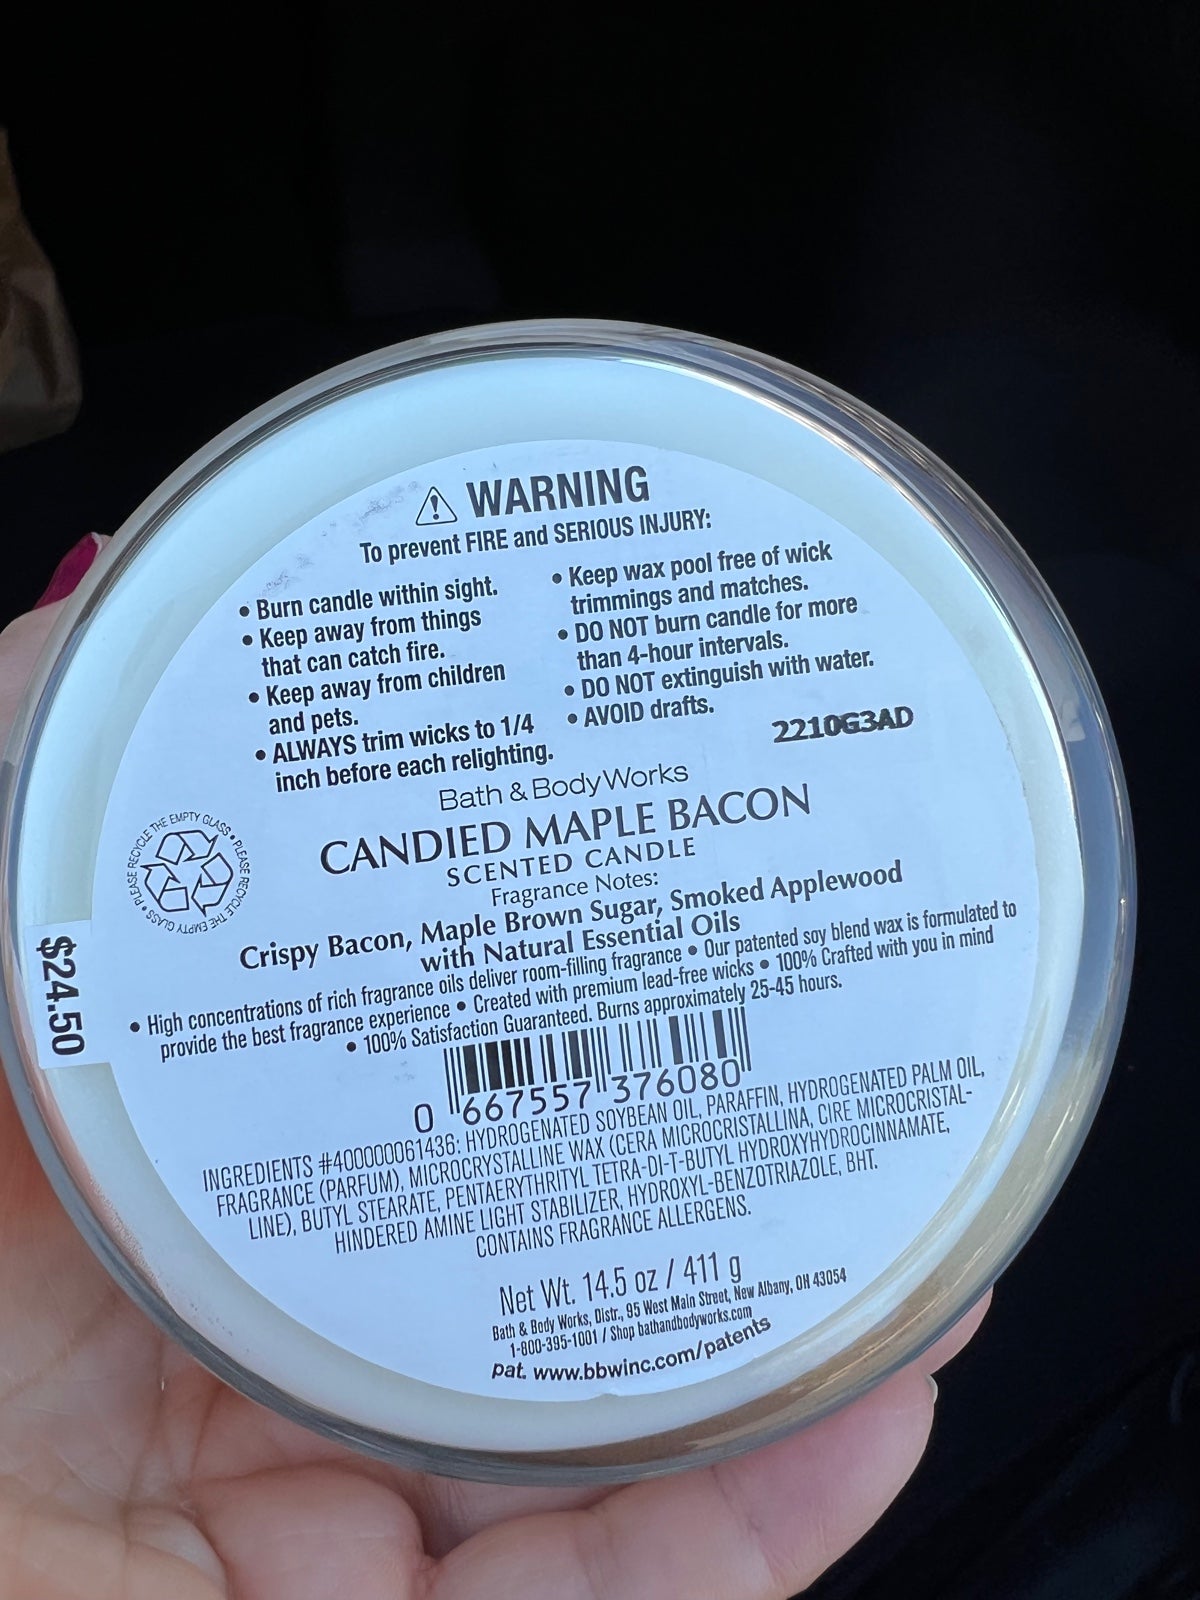 ⚠ WARNING
To prevent FIRE and SERIOUS INJURY:
• Burn candle within sight.
• Keep away from things
that can catch fire.
• Keep away from children
and pets.
• ALWAYS trim wicks to 1/4
inch before each relighting.
• Keep wax pool free of wick
trimmings and matches.
• DO NOT burn candle for more
than 4-hour intervals.
• DO NOT extinguish with water.
• AVOID drafts.
2210G3AD
Bath & Body Works
CANDIED MAPLE BACON
SCENTED CANDLE
Fragrance Notes:
Crispy Bacon, Maple Brown Sugar, Smoked Applewood
with Natural Essential Oils
• High concentrations of rich fragrance oils deliver room-filling fragrance • Our patented soy blend wax is formulated to
provide the best fragrance experience • Created with premium lead-free wicks • 100% Crafted with you in mind
• 100% Satisfaction Guaranteed. Burns approximately 25-45 hours.
PLEASE RECYCLE THE EMPTY GLASS • PLEASE RECYCLE THE EMPTY GLASS •
$24.50
0 667557 376080
INGREDIENTS #400000061436: HYDROGENATED SOYBEAN OIL, PARAFFIN, HYDROGENATED PALM OIL,
FRAGRANCE (PARFUM), MICROCRYSTALLINE WAX (CERA MICROCRISTALLINA, CIRE MICROCRISTAL-
LINE), BUTYL STEARATE, PENTAERYTHRITYL TETRA-DI-T-BUTYL HYDROXYHYDROCINNAMATE,
HINDERED AMINE LIGHT STABILIZER, HYDROXYL-BENZOTRIAZOLE, BHT.
CONTAINS FRAGRANCE ALLERGENS.
Net Wt. 14.5 oz / 411 g
Bath & Body Works, Distr., 95 West Main Street, New Albany, OH 43054
1-800-395-1001 / Shop bathandbodyworks.com
pat. www.bbwinc.com/patents